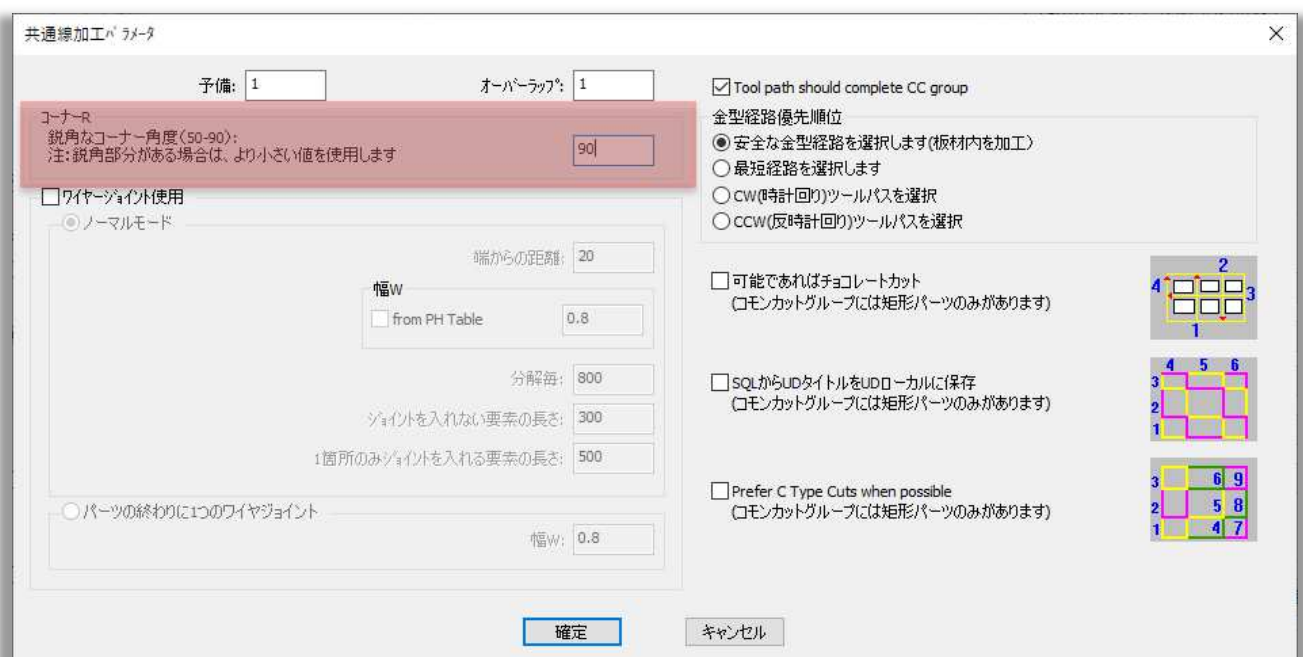 共通線加工ﾊﾟﾗﾒｰﾀ
予備: 1
オーバーラップ: 1
コーナーR
鋭角なコーナー角度(50-90):
注:鋭角部分がある場合は、より小さい値を使用します
90
ワイヤージョイント使用
ノーマルモード
端からの距離: 20
幅W
from PH Table
0.8
分解毎: 800
ジョイントを入れない要素の長さ: 300
1箇所のみジョイントを入れる要素の長さ: 500
パーツの終わりに1つのワイヤジョイント
幅W: 0.8
Tool path should complete CC group
金型経路優先順位
安全な金型経路を選択します(板材内を加工)
最短経路を選択します
CW(時計回り)ツールパスを選択
CCW(反時計回り)ツールパスを選択
可能であればチョコレートカット
(コモンカットグループには矩形パーツのみがあります)
2
4
3
1
SQLからUDタイトルをUDローカルに保存
(コモンカットグループには矩形パーツのみがあります)
4 5 6
3
2
1
Prefer C Type Cuts when possible
(コモンカットグループには矩形パーツのみがあります)
3 6 9
2 5 8
1 4 7
確定
キャンセル